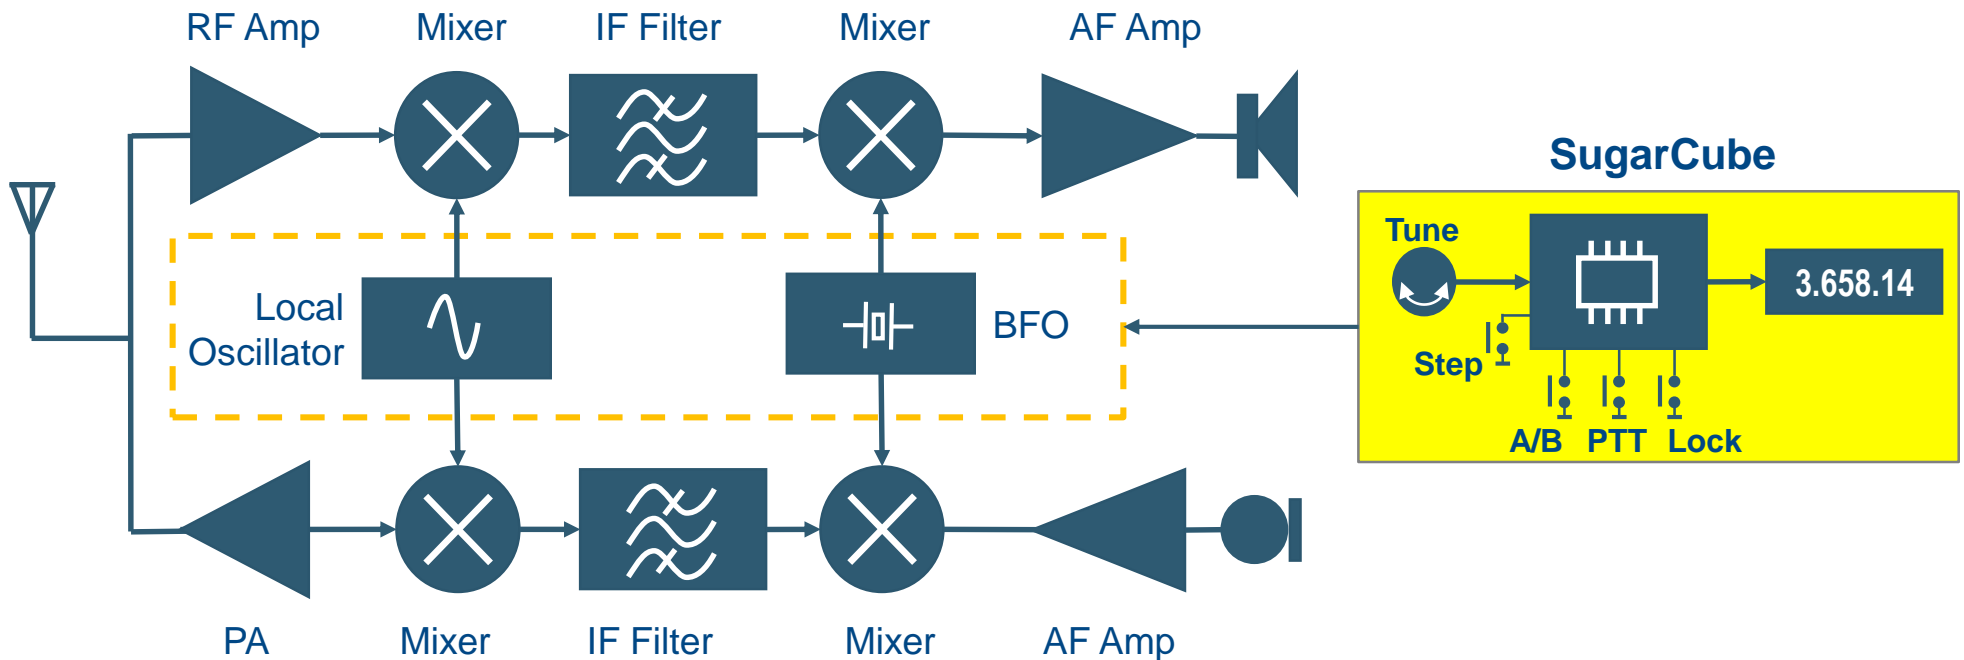 RF Amp
Mixer
IF Filter
Mixer
AF Amp
SugarCube
Tune
3.658.14
Local
Oscillator
BFO
Step
A/B
PTT
Lock
PA
Mixer
IF Filter
Mixer
AF Amp